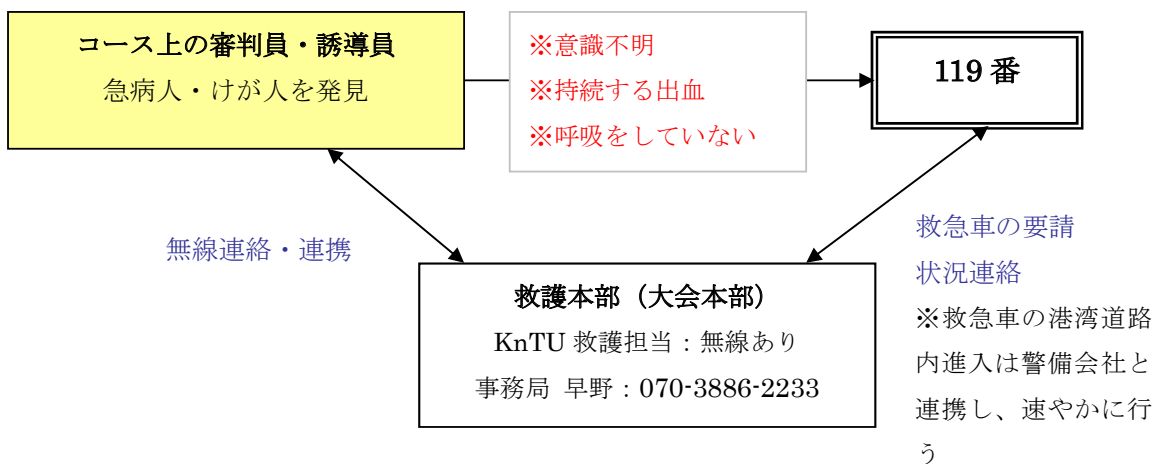 コース上の審判員・誘導員
急病人・けが人を発見
※意識不明
※持続する出血
※呼吸をしていない
119 番
無線連絡・連携
救護本部（大会本部）
KnTU 救護担当：無線あり
事務局 早野：070-3886-2233
救急車の要請
状況連絡
※救急車の港湾道路
内進入は警備会社と
連携し、速やかに行
う